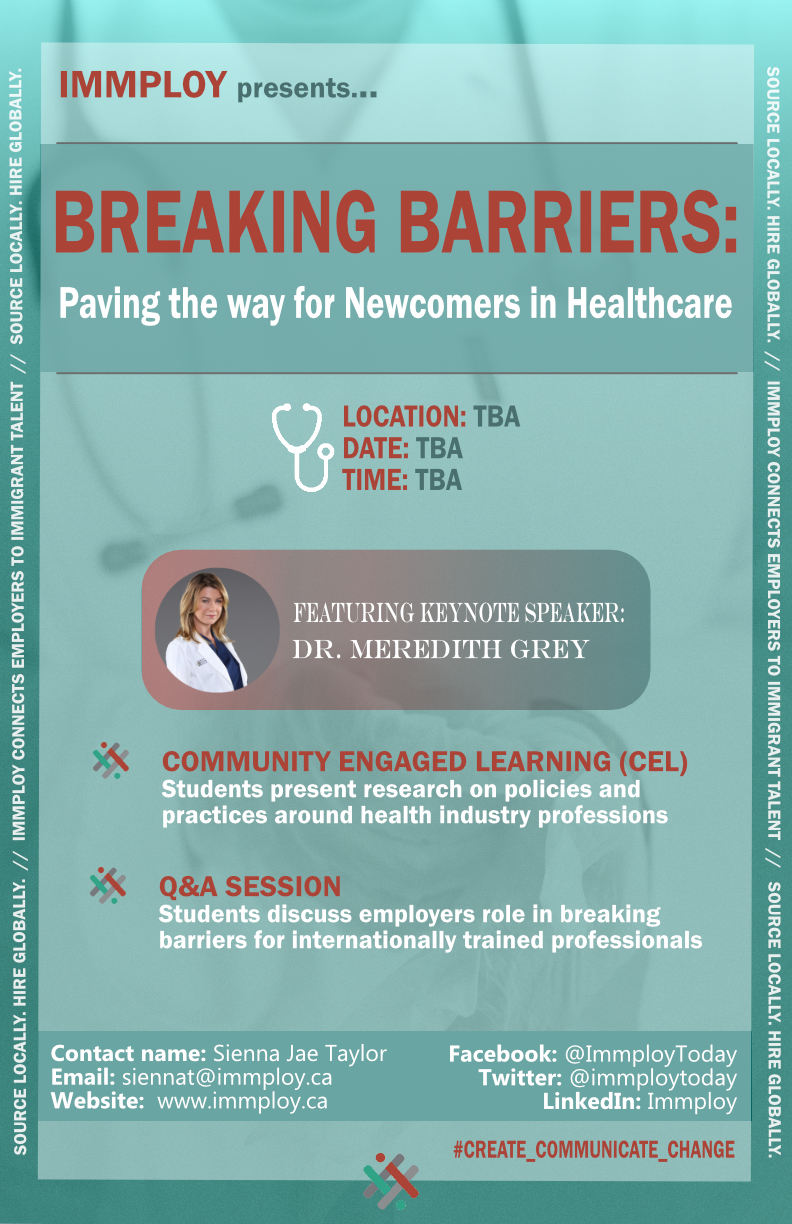 IMMPLOY presents...
BREAKING BARRIERS:
Paving the way for Newcomers in Healthcare
LOCATION: TBA
DATE: TBA
TIME: TBA
FEATURING KEYNOTE SPEAKER:
DR. MEREDITH GREY
COMMUNITY ENGAGED LEARNING (CEL)
Students present research on policies and
practices around health industry professions
Q&A SESSION
Students discuss employers role in breaking
barriers for internationally trained professionals
Contact name: Sienna Jae Taylor
Email: siennat@immploy.ca
Website: www.immploy.ca
Facebook: @ImmployToday
Twitter: @immploytoday
LinkedIn: Immploy
#CREATE_COMMUNICATE_CHANGE
SOURCE LOCALLY. HIRE GLOBALLY. // IMMPLOY CONNECTS EMPLOYERS TO IMMIGRANT TALENT // SOURCE LOCALLY. HIRE GLOBALLY.
SOURCE LOCALLY. HIRE GLOBALLY. // IMMPLOY CONNECTS EMPLOYERS TO IMMIGRANT TALENT // SOURCE LOCALLY. HIRE GLOBALLY.